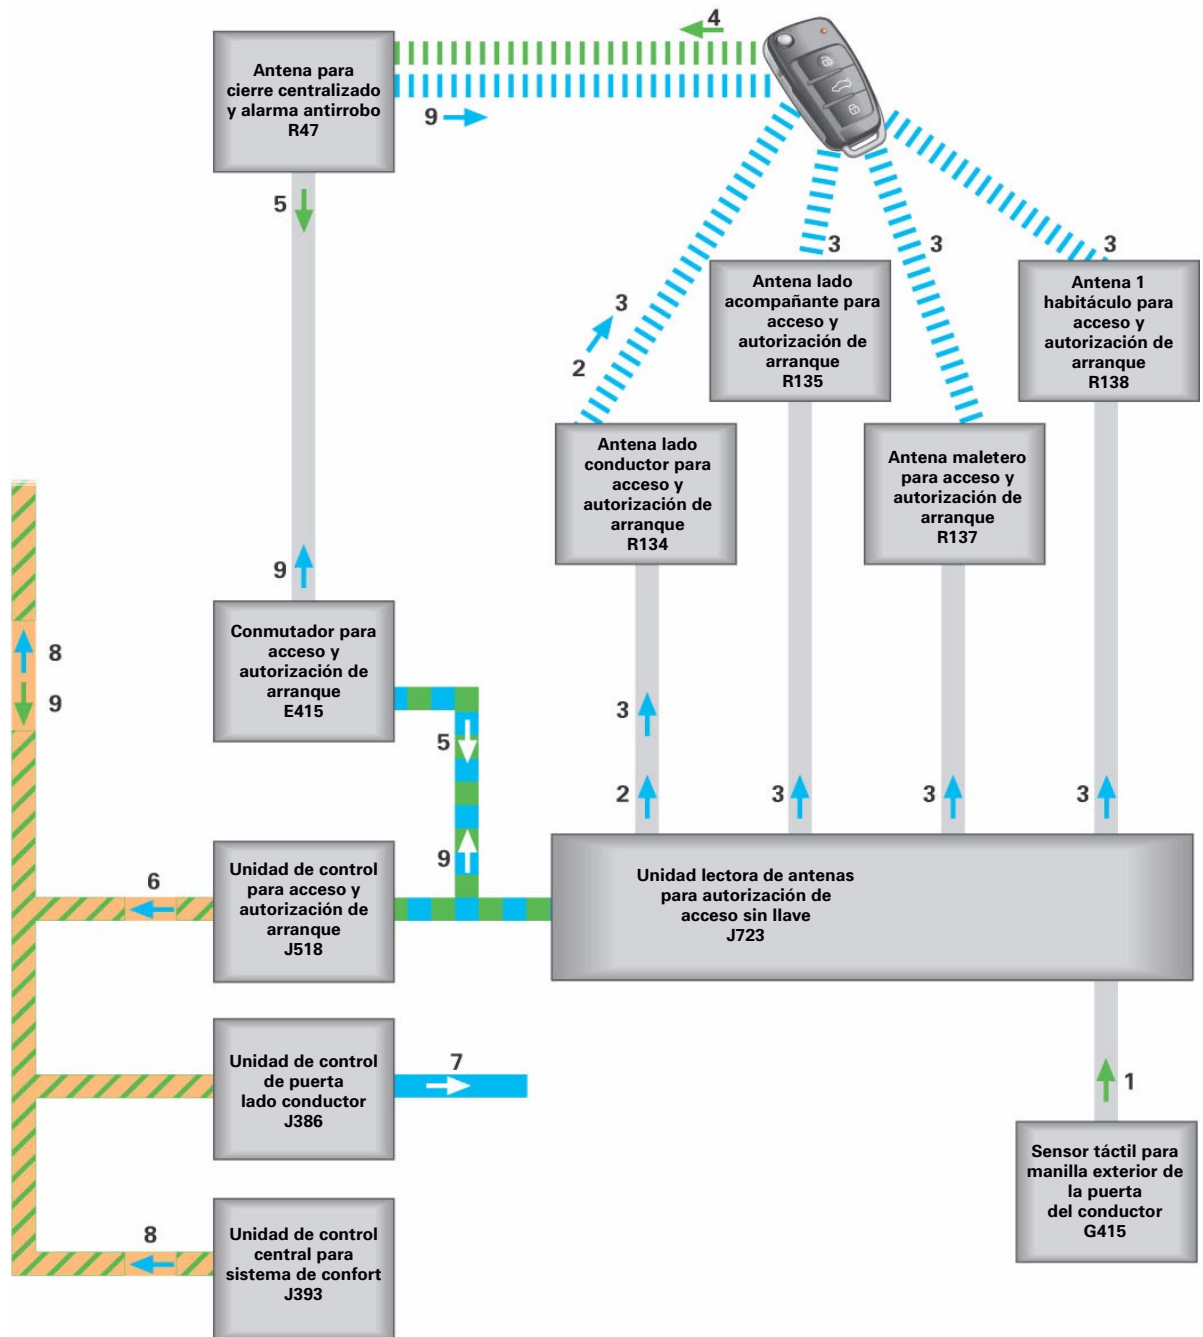 4
Antena para
cierre centralizado
y alarma antirrobo
R47
9
5
3
3
3
Antena lado
acompañante para
acceso y
autorización de
arranque
R135
Antena 1
habitáculo para
acceso y
autorización de
arranque
R138
3
2
Antena lado
conductor para
acceso y
autorización de
arranque
R134
Antena maletero
para acceso y
autorización de
arranque
R137
9
Conmutador para
acceso y
autorización de
arranque
E415
8
9
5
3
2
3
3
3
9
Unidad de control
para acceso y
autorización de
arranque
J518
6
Unidad lectora de antenas
para autorización de
acceso sin llave
J723
Unidad de control
de puerta
lado conductor
J386
7
1
Sensor táctil para
manilla exterior de
la puerta
del conductor
G415
Unidad de control
central para
sistema de confort
J393
8